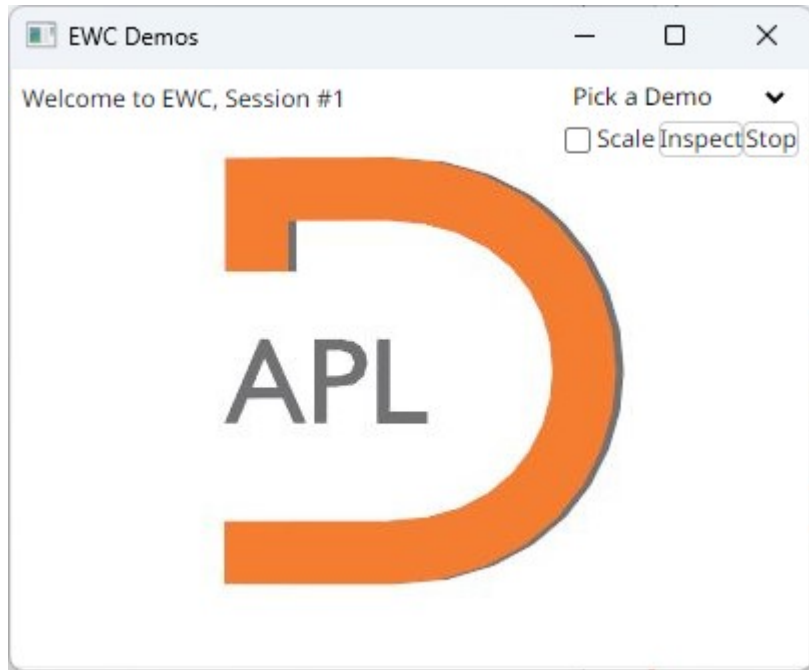 EWC Demos
Welcome to EWC, Session #1
Pick a Demo
Scale Inspect Stop
APL